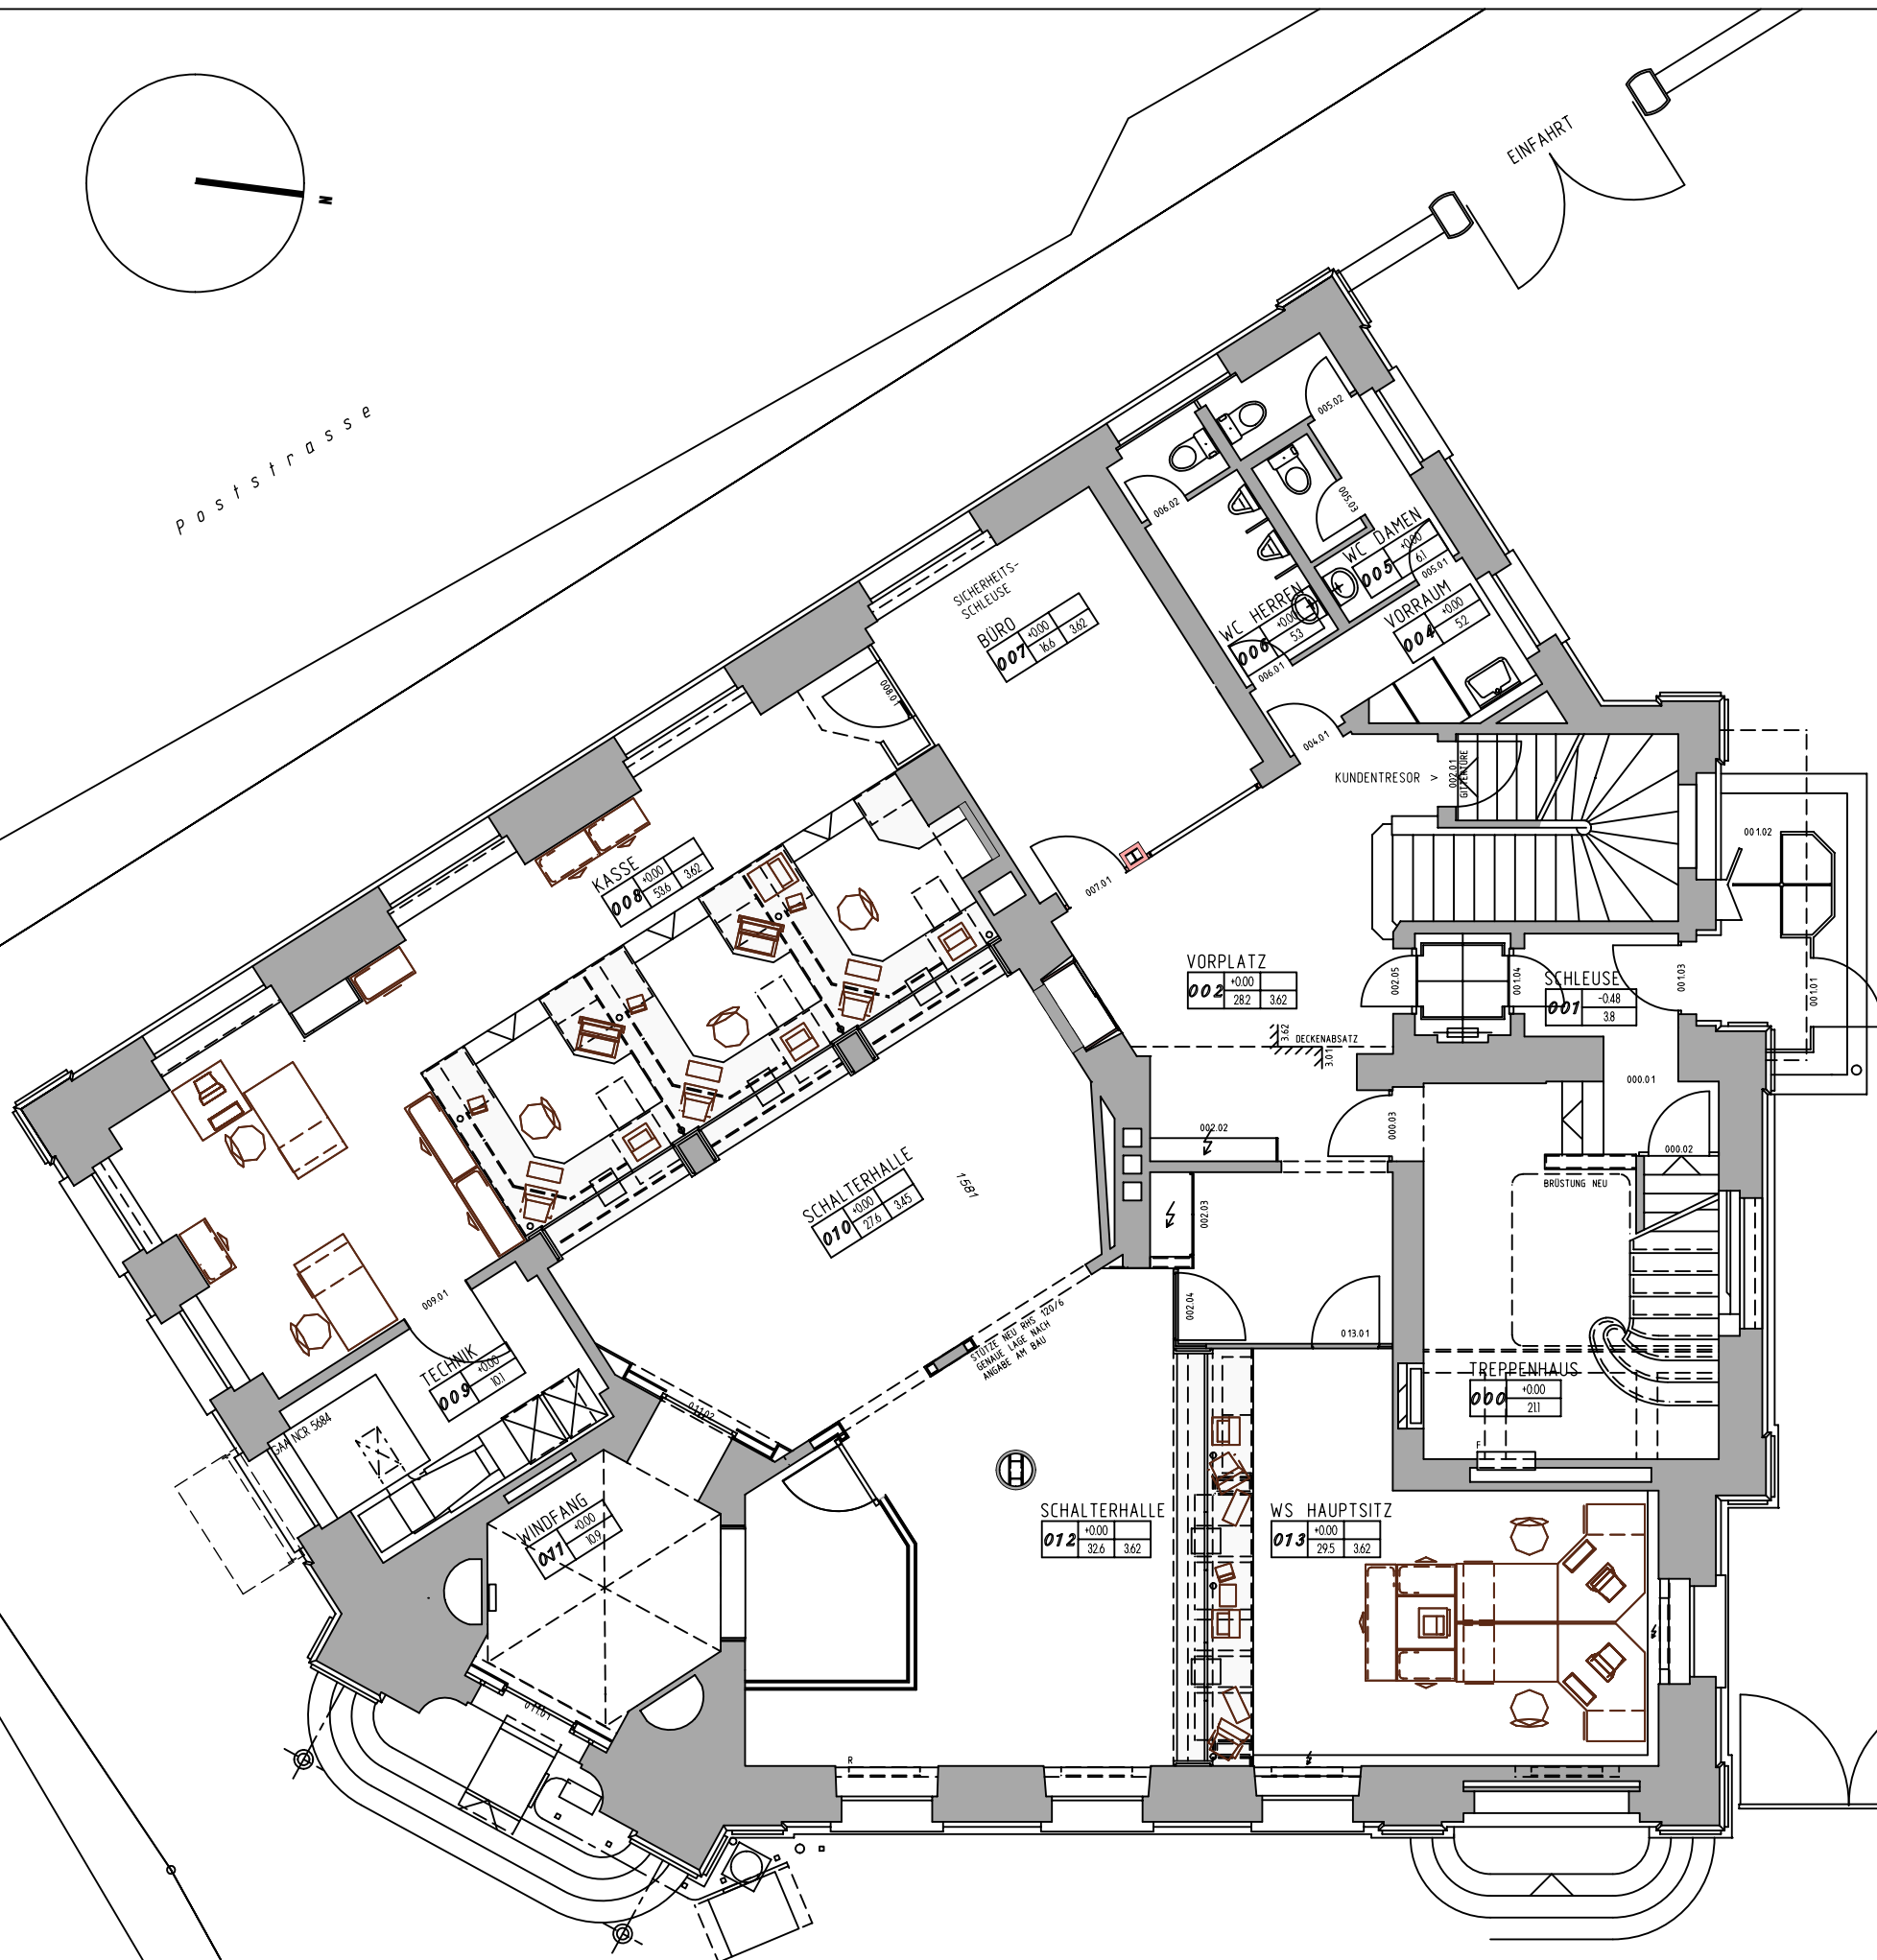 N
EINFAHRT
Poststrasse
005.02
006.02
005.03
SICHERHEITS-
SCHLEUSE
BÜRO
007 +0.00
16.6 3.62
WC DAMEN
005 +0.00
6.1
005.01
WC HERREN
006 +0.00
5.3
006.01
VORRAUM
004 +0.00
5.2
008.01
004.01
KUNDENTRESOR >
002.01
GITTERTÜRE
001.02
KASSE
008 +0.00
53.6 3.62
007.01
VORPLATZ
002 +0.00
28.2 3.62
002.05
001.04
SCHLEUSE
001 -0.48
3.8
001.03
001.01
3.62
DECKENABSATZ
3.01
000.01
000.03
002.02
000.02
BRÜSTUNG NEU
SCHALTERHALLE
010 +0.00
27.6 3.45
1581
002.03
009.01
002.04
013.01
STÜTZE NEU RHS 120/6
GENAUE LAGE NACH
ANGABE AM BAU
TECHNIK
009 +0.00
10.1
TREPPENHAUS
000 +0.00
21.1
011.02
GAA NCR 5684
F
WINDFANG
011 +0.00
10.9
SCHALTERHALLE
012 +0.00
32.6 3.62
WS HAUPTSITZ
013 +0.00
29.5 3.62
011.01
R